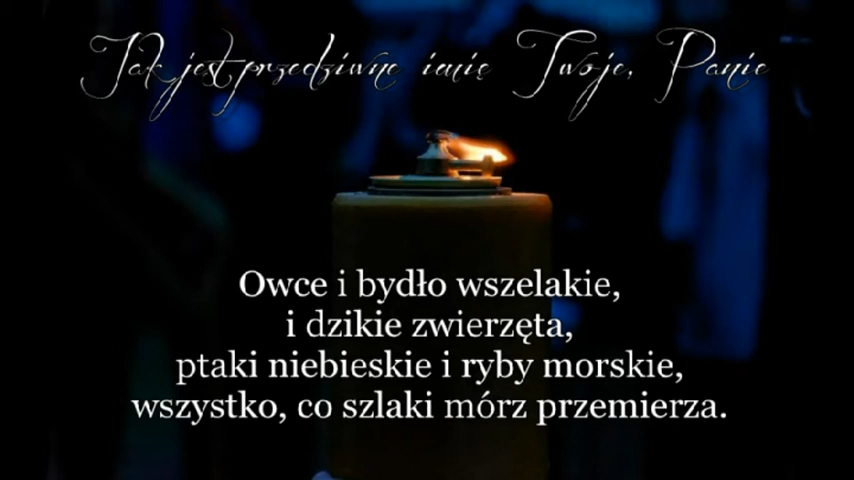 Jak jest przedziwne imię Twoje, Panie
Owce i bydło wszelakie,
i dzikie zwierzęta,
ptaki niebieskie i ryby morskie,
wszystko, co szlaki mórz przemierza.